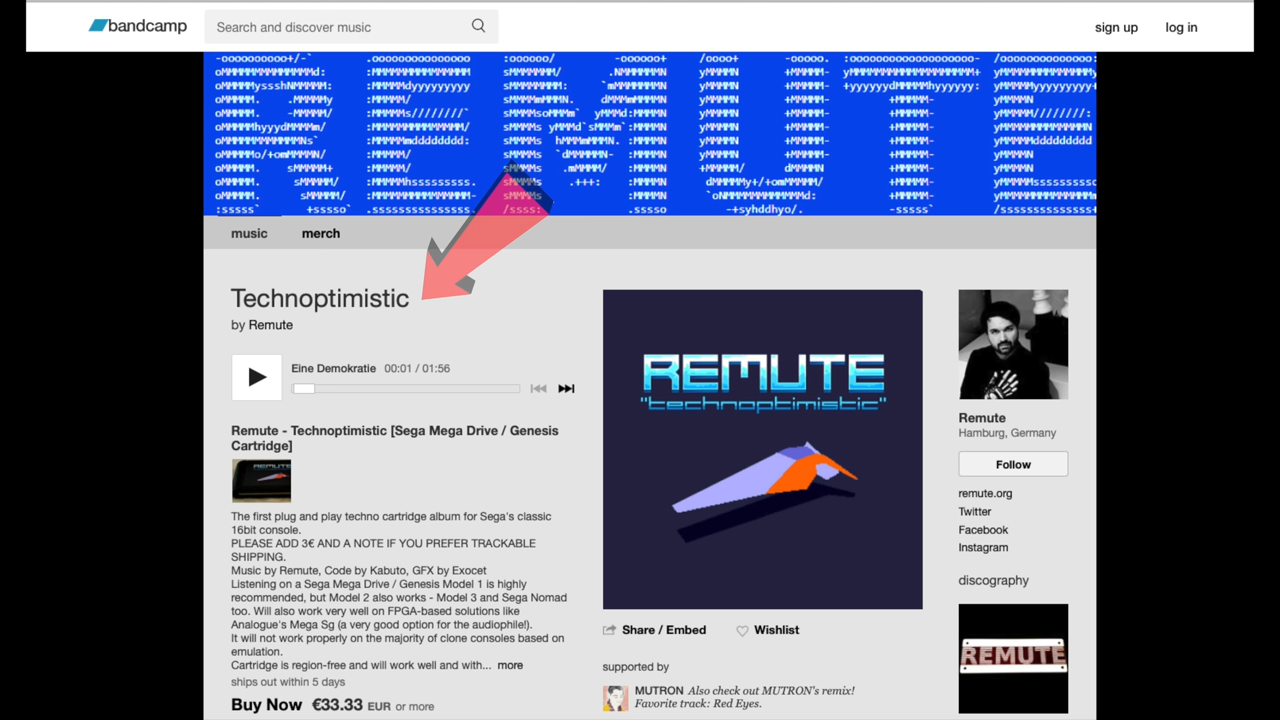 bandcamp
Search and discover music
sign up
log in
REMUTE
music
merch
Technoptimistic
by Remute
Eine Demokratie 00:01 / 01:56
Remute - Technoptimistic [Sega Mega Drive / Genesis
Cartridge]
The first plug and play techno cartridge album for Sega's classic
16bit console.
PLEASE ADD 3€ AND A NOTE IF YOU PREFER TRACKABLE
SHIPPING.
Music by Remute, Code by Kabuto, GFX by Exocet
Listening on a Sega Mega Drive / Genesis Model 1 is highly
recommended, but Model 2 also works - Model 3 and Sega Nomad
too. Will also work very well on FPGA-based solutions like
Analogue's Mega Sg (a very good option for the audiophile!).
It will not work properly on the majority of clone consoles based on
emulation.
Cartridge is region-free and will work well and with... more
ships out within 5 days
Buy Now €33.33 EUR or more
REMUTE
"technoptimistic"
Share / Embed
Wishlist
supported by
MUTRON Also check out MUTRON's remix!
Favorite track: Red Eyes.
Remute
Hamburg, Germany
Follow
remute.org
Twitter
Facebook
Instagram
discography
REMUTE